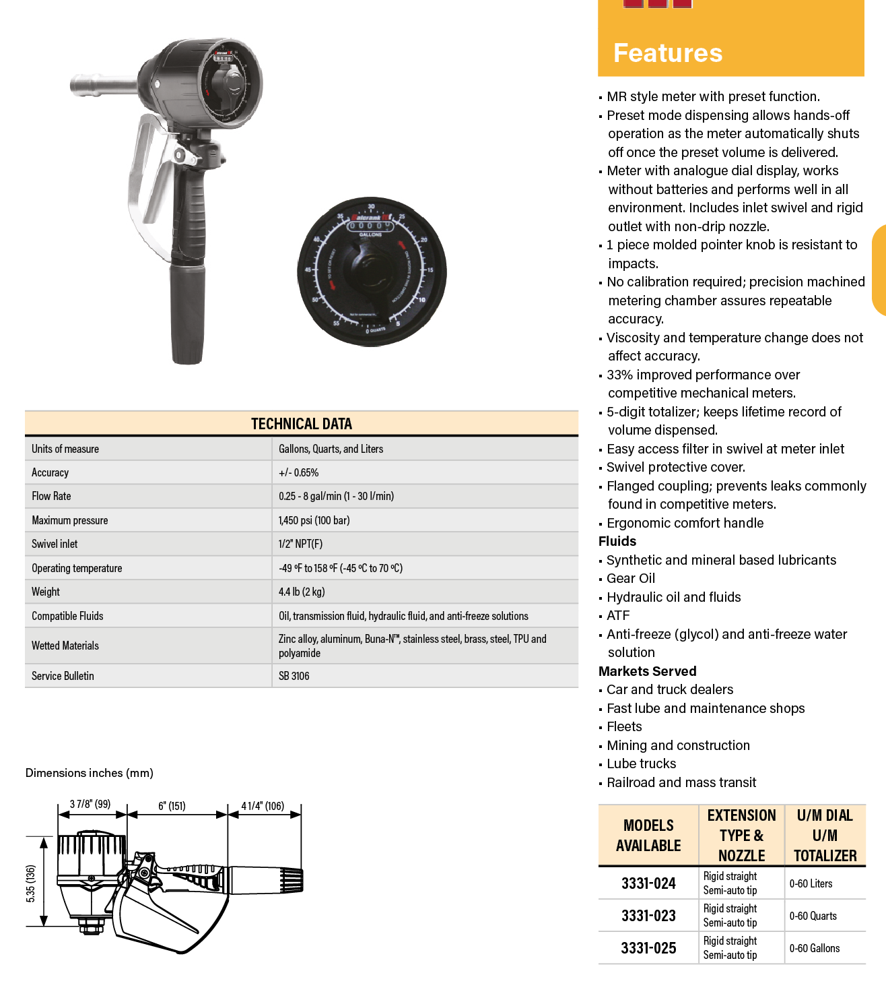 Features
• MR style meter with preset function.
• Preset mode dispensing allows hands-off
operation as the meter automatically shuts
off once the preset volume is delivered.
• Meter with analogue dial display, works
without batteries and performs well in all
environment. Includes inlet swivel and rigid
outlet with non-drip nozzle.
• 1 piece molded pointer knob is resistant to
impacts.
• No calibration required; precision machined
metering chamber assures repeatable
accuracy.
• Viscosity and temperature change does not
affect accuracy.
• 33% improved performance over
competitive mechanical meters.
• 5-digit totalizer; keeps lifetime record of
volume dispensed.
• Easy access filter in swivel at meter inlet
• Swivel protective cover.
• Flanged coupling; prevents leaks commonly
found in competitive meters.
• Ergonomic comfort handle
Fluids
• Synthetic and mineral based lubricants
• Gear Oil
• Hydraulic oil and fluids
• ATF
• Anti-freeze (glycol) and anti-freeze water
solution
Markets Served
• Car and truck dealers
• Fast lube and maintenance shops
• Fleets
• Mining and construction
• Lube trucks
• Railroad and mass transit
30
35 25
40 20
45 15
50 10
55 5
0 QUARTS
GALLONS
TO SET OR RESET
ONLY ROTATE IN THIS DIRECTION
TECHNICAL DATA
Units of measure Gallons, Quarts, and Liters
Accuracy +/- 0.65%
Flow Rate 0.25 - 8 gal/min (1 - 30 l/min)
Maximum pressure 1,450 psi (100 bar)
Swivel inlet 1/2" NPT(F)
Operating temperature -49 ºF to 158 ºF (-45 ºC to 70 ºC)
Weight 4.4 lb (2 kg)
Compatible Fluids Oil, transmission fluid, hydraulic fluid, and anti-freeze solutions
Wetted Materials Zinc alloy, aluminum, Buna-N™, stainless steel, brass, steel, TPU and
polyamide
Service Bulletin SB 3106
Dimensions inches (mm)
3 7/8" (99) 6" (151) 4 1/4" (106)
5.35 (136)
MODELS AVAILABLE EXTENSION TYPE & NOZZLE U/M DIAL U/M TOTALIZER
3331-024 Rigid straight Semi-auto tip 0-60 Liters
3331-023 Rigid straight Semi-auto tip 0-60 Quarts
3331-025 Rigid straight Semi-auto tip 0-60 Gallons